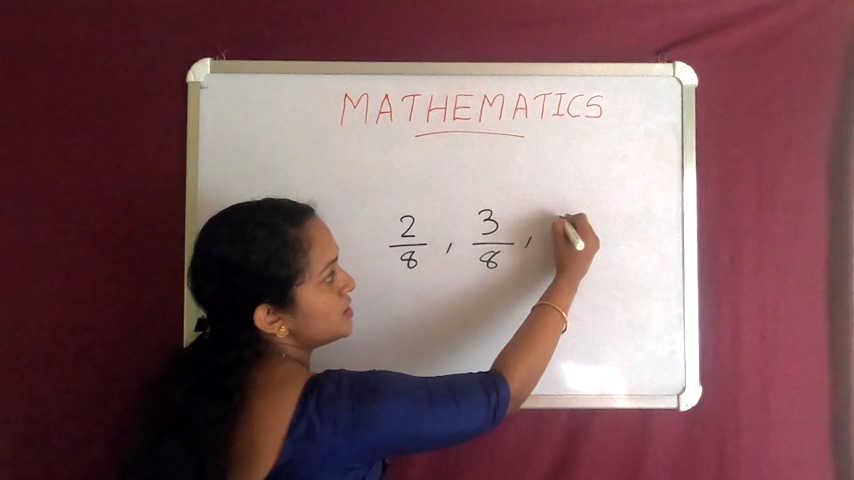 MATHEMATICS
2/8 , 3/8 ,